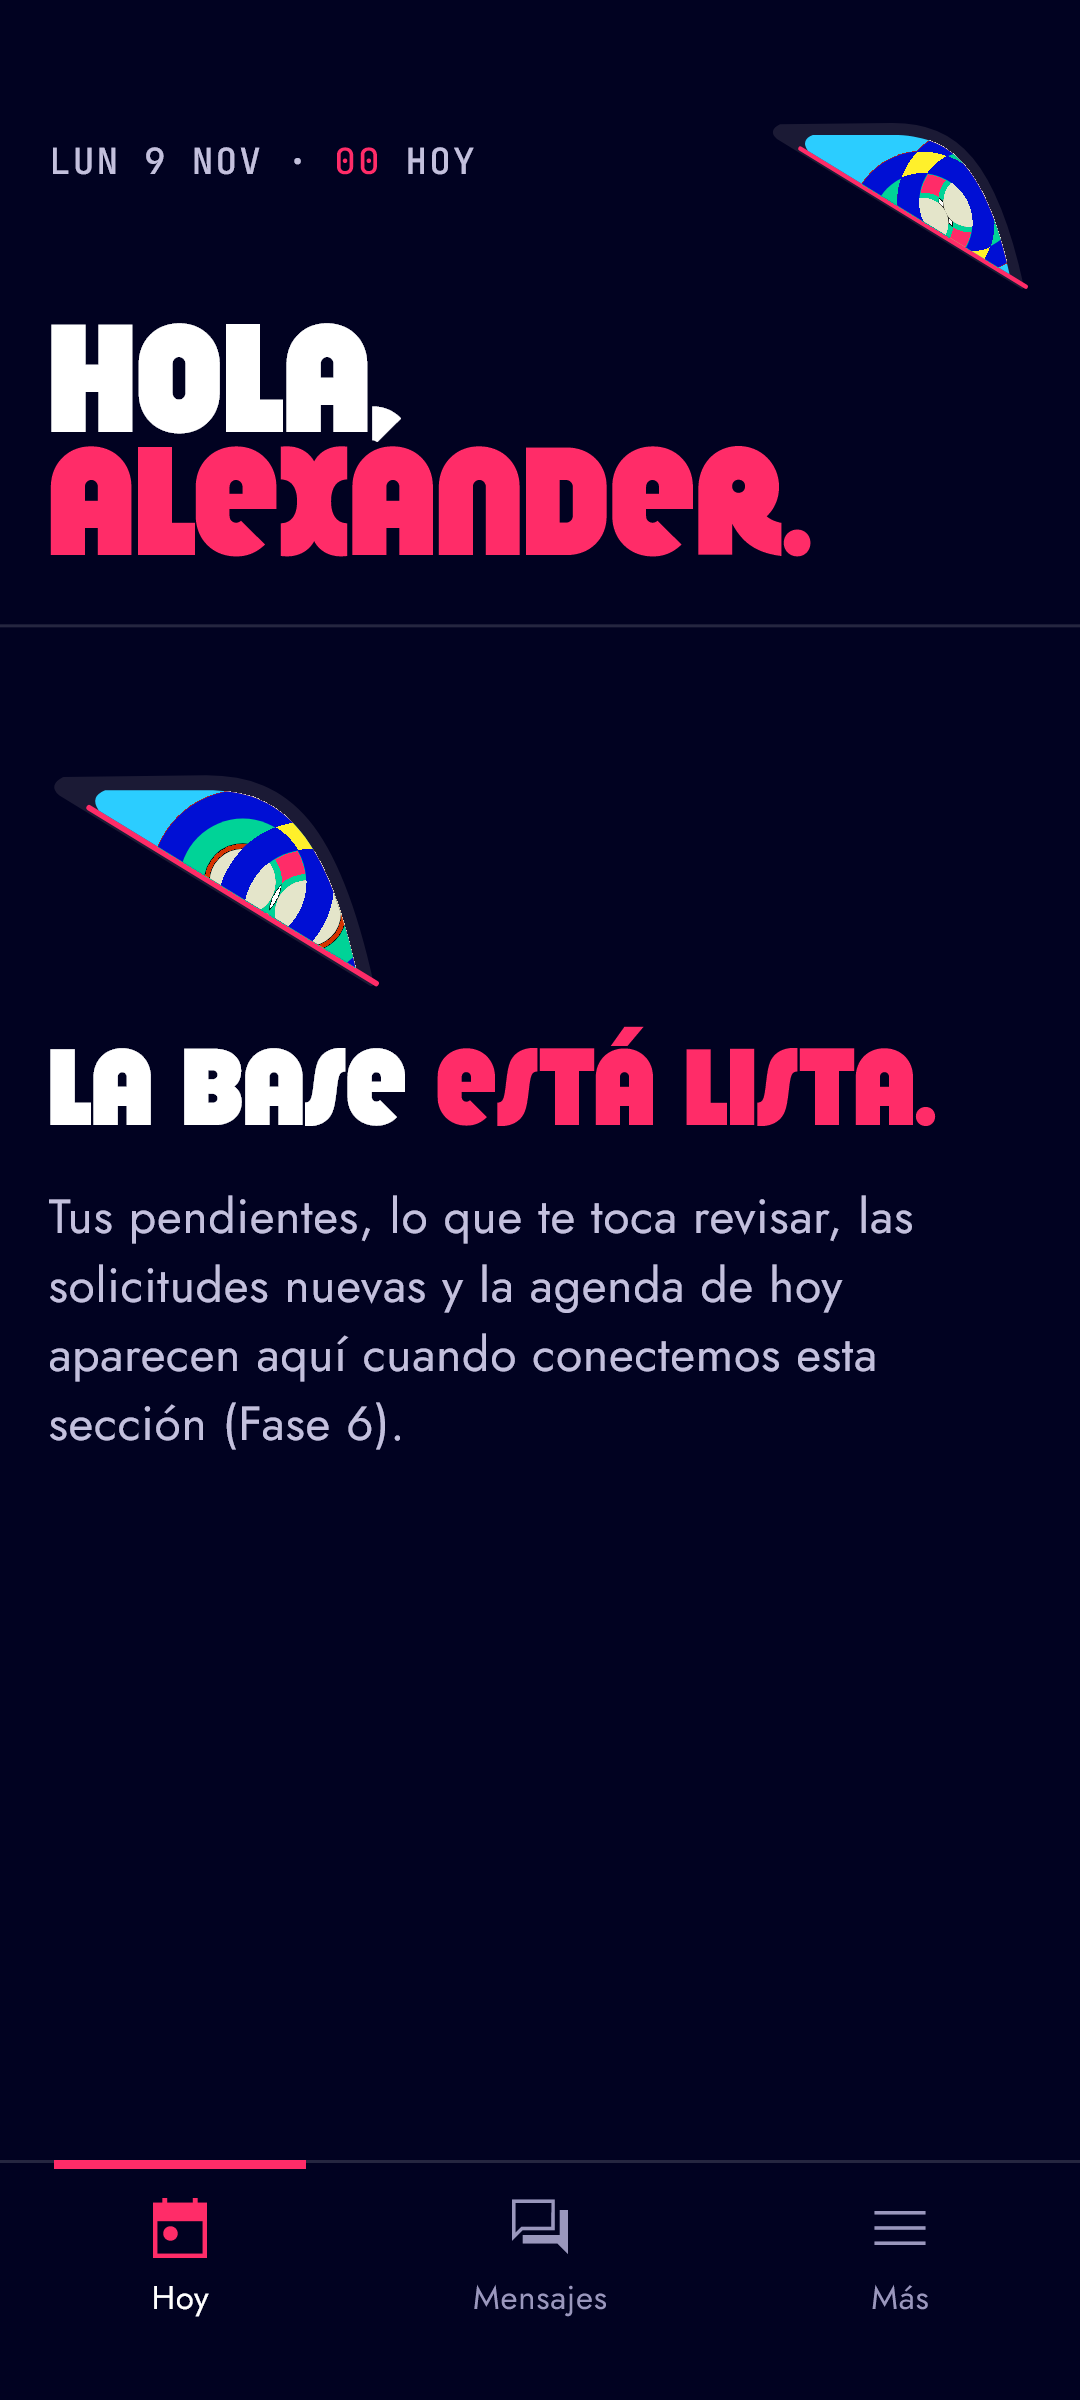 LUN 9 NOV · 00 HOY
HOLA,
ALEXANDER.
LA BASE ESTÁ LISTA.
Tus pendientes, lo que te toca revisar, las
solicitudes nuevas y la agenda de hoy
aparecen aquí cuando conectemos esta
sección (Fase 6).
Hoy
Mensajes
Más